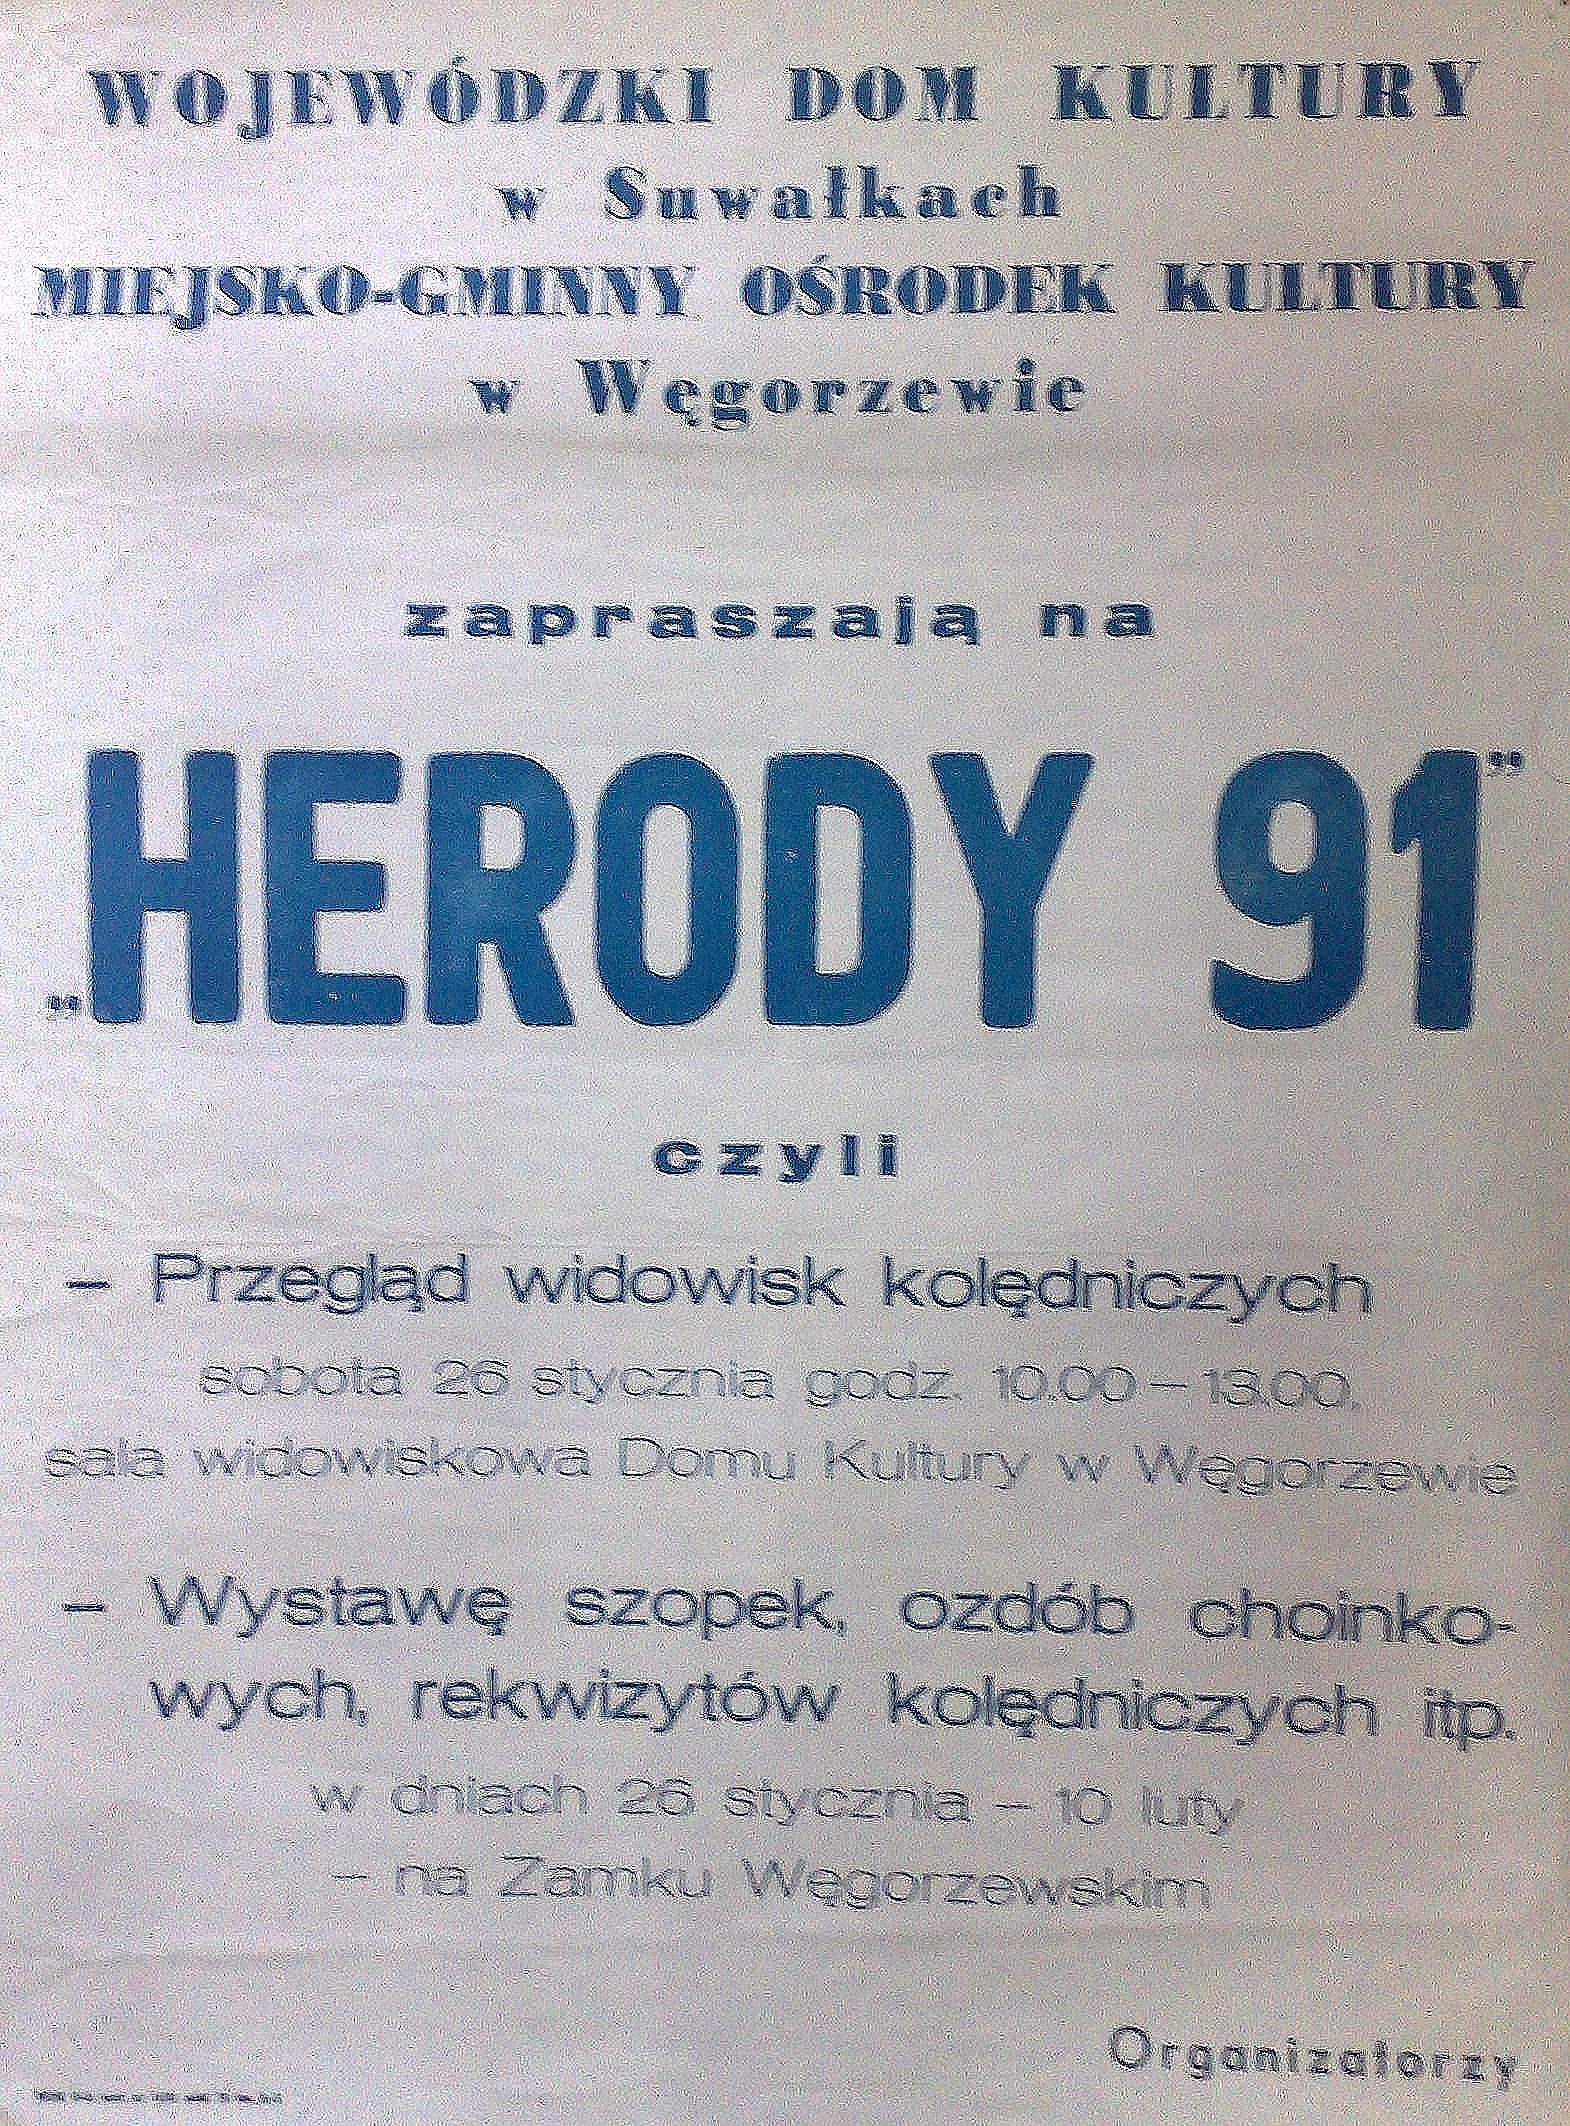 WOJEWÓDZKI DOM KULTURY
w Suwałkach
MIEJSKO-GMINNY OŚRODEK KULTURY
w Węgorzewie
zapraszają na
„HERODY 91”
czyli
– Przegląd widowisk kolędniczych
sobota 26 stycznia godz. 10.00 – 13.00.
sala widowiskowa Domu Kultury w Węgorzewie
– Wystawę szopek, ozdób choinko-
wych, rekwizytów kolędniczych itp.
w dniach 26 stycznia – 10 luty
– na Zamku Węgorzewskim
Organizatorzy